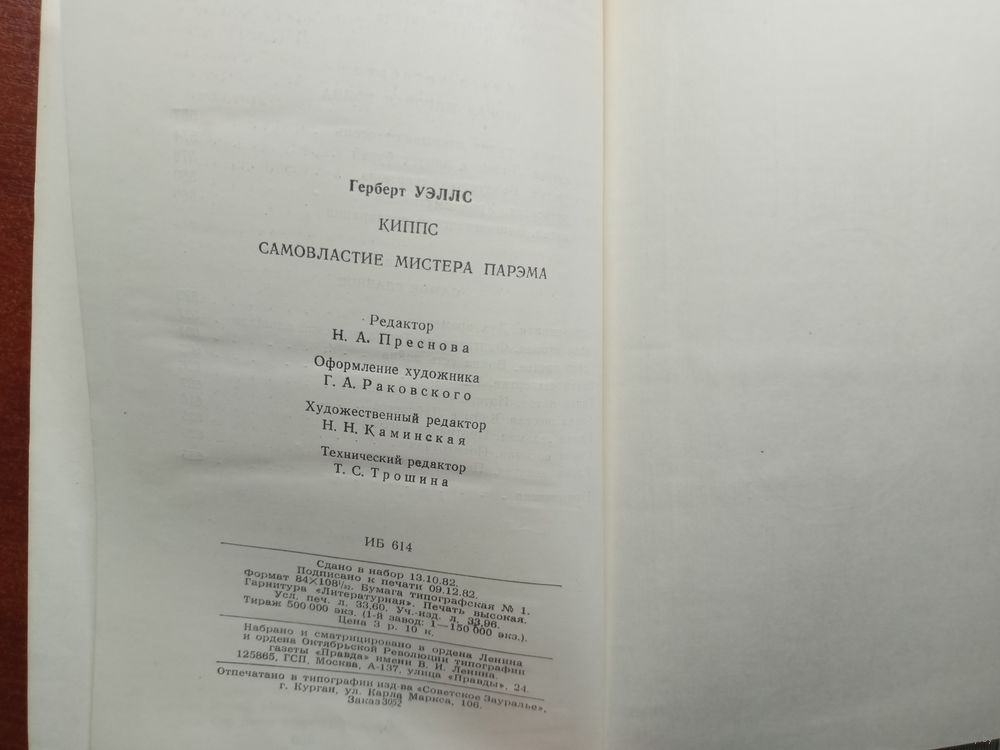 Герберт УЭЛЛС
КИППС
САМОВЛАСТИЕ МИСТЕРА ПАРЭМА
Редактор
Н. А. Преснова
Оформление художника
Г. А. Раковского
Художественный редактор
Н. Н. Каминская
Технический редактор
Т. С. Трошина
ИБ 614
Сдано в набор 13.10.82.
Подписано к печати 09.12.82.
Формат 84×108¹/₃₂. Бумага типографская № 1.
Гарнитура «Литературная». Печать высокая.
Усл. печ. л. 33,60. Уч.-изд. л. 33,96.
Тираж 500 000 экз. (1-й завод: 1—150 000 экз.).
Цена 3 р. 10 к.
Набрано и сматрицировано в ордена Ленина
и ордена Октябрьской Революции типографии
газеты «Правда» имени В. И. Ленина.
125865, ГСП, Москва, А-137, улица «Правды», 24.
Отпечатано в типографии изд-ва «Советское Зауралье»,
г. Курган, ул. Карла Маркса, 106.
Заказ 3052